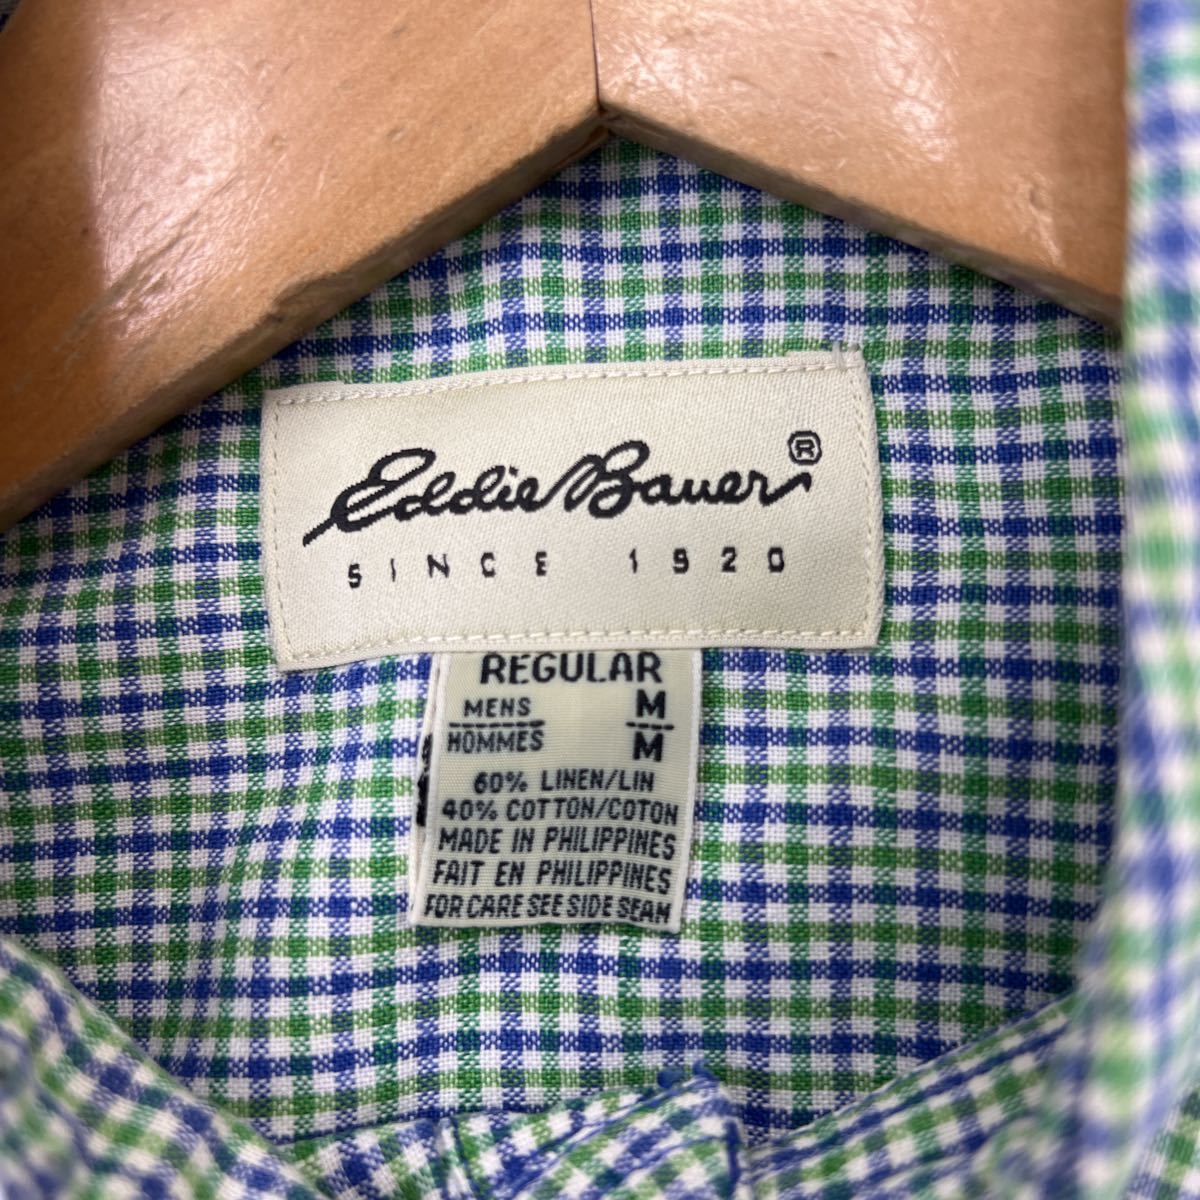 Eddie Bauer®
SINCE 1920
REGULAR
MENS M
HOMMES M
60% LINEN/LIN
40% COTTON/COTON
MADE IN PHILIPPINES
FAIT EN PHILIPPINES
FOR CARE SEE SIDE SEAM